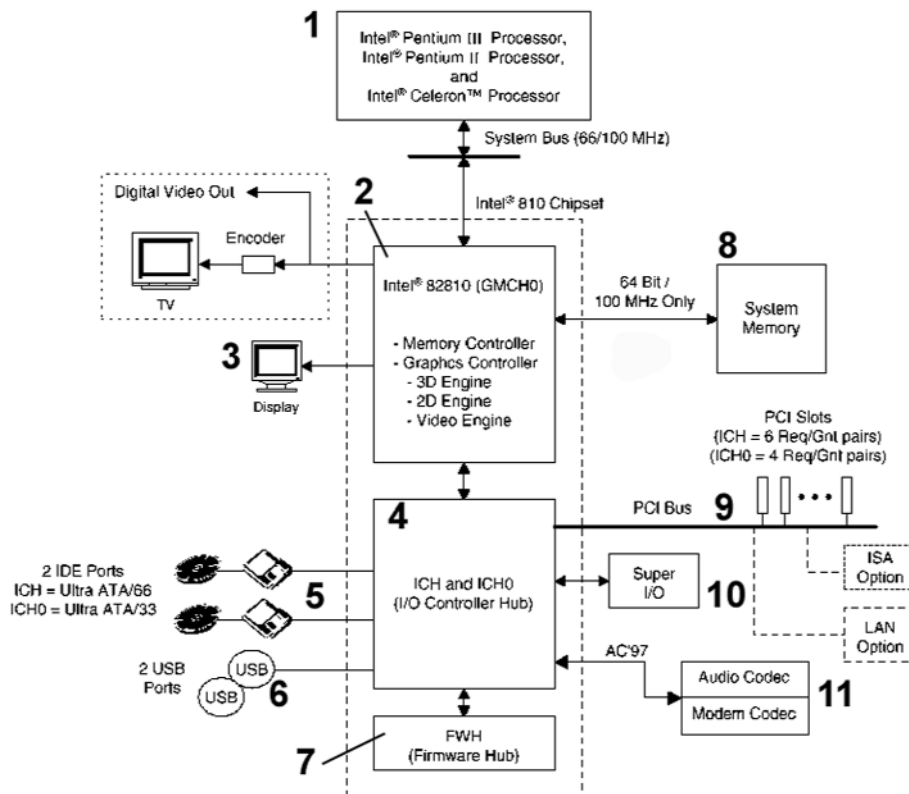 1
Intel® Pentium III Processor,
Intel® Pentium II Processor,
and
Intel® Celeron™ Processor
System Bus (66/100 MHz)
Digital Video Out
2
Intel® 810 Chipset
Encoder
TV
Intel® 82810 (GMCH0)
- Memory Controller
- Graphcs Controller
- 3D Engine
- 2D Engine
- Video Engine
64 Bit /
100 MHz Only
8
System
Memory
3
Display
PCI Slots
(ICH = 6 Req/Gnt pairs)
(ICH0 = 4 Req/Gnt pairs)
4
PCI Bus
9
2 IDE Ports
ICH = Ultra ATA/66
ICH0 = Ultra ATA/33
5
ICH and ICH0
(I/O Controller Hub)
Super
I/O
10
ISA
Option
LAN
Option
2 USB
Ports
USB
USB
6
AC'97
Audio Codec
Modem Codec
11
7
FWH
(Firmware Hub)